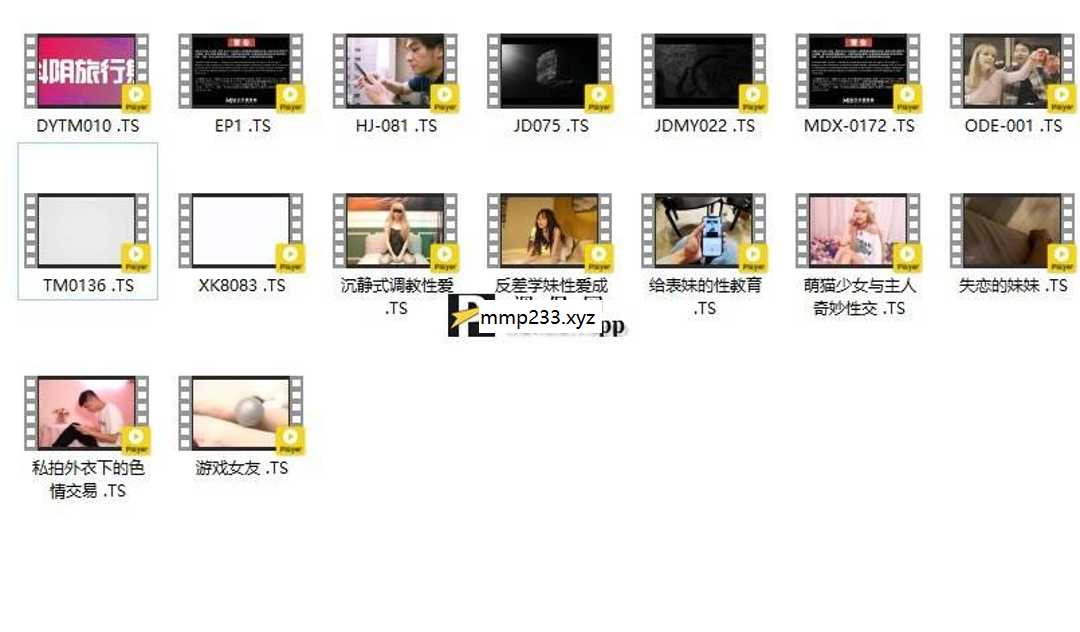 DYTM010 .TS
EP1 .TS
HJ-081 .TS
JD075 .TS
JDMY022 .TS
MDX-0172 .TS
ODE-001 .TS
TM0136 .TS
XK8083 .TS
沉静式调教性爱
.TS
反差学妹性爱成
给表妹的性教育
.TS
萌猫少女与主人
奇妙性交 .TS
失恋的妹妹 .TS
mmp233.xyz
pp
私拍外衣下的色
情交易 .TS
游戏女友 .TS